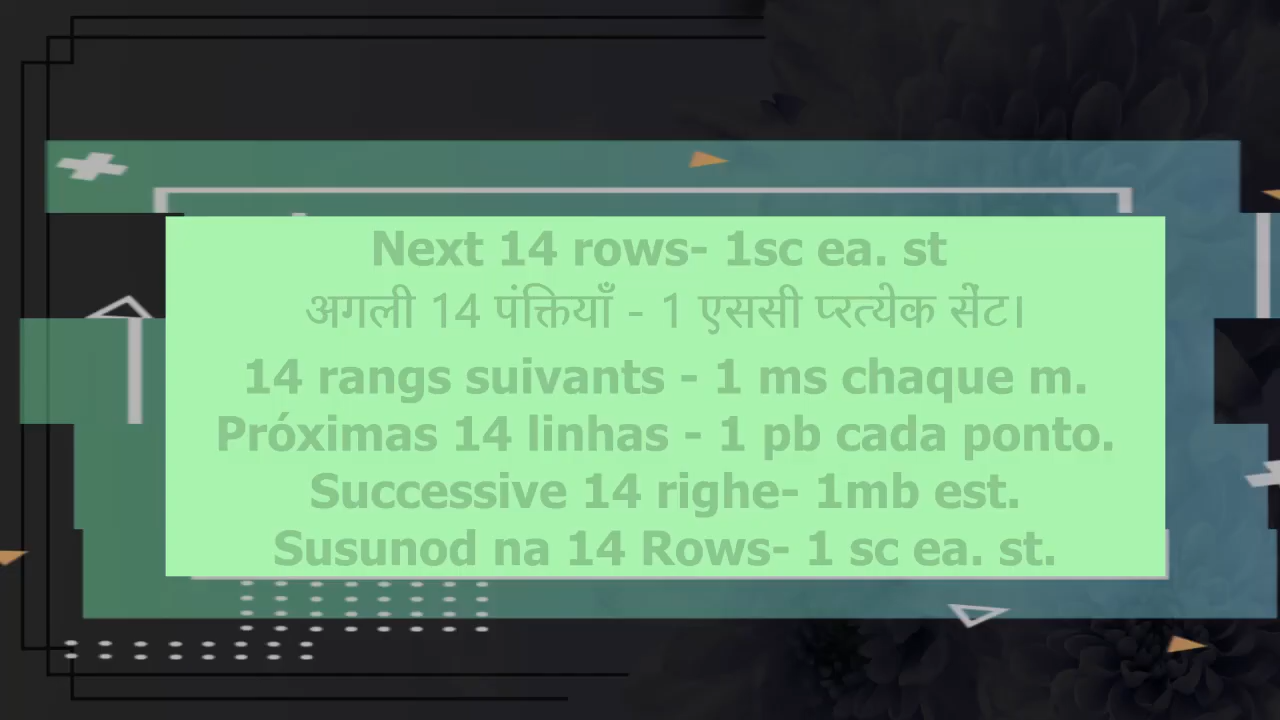 Next 14 rows- 1sc ea. st
अगली 14 पंक्तियाँ - 1 एससी प्रत्येक सेंट।
14 rangs suivants - 1 ms chaque m.
Próximas 14 linhas - 1 pb cada ponto.
Successive 14 righe- 1mb est.
Susunod na 14 Rows- 1 sc ea. st.